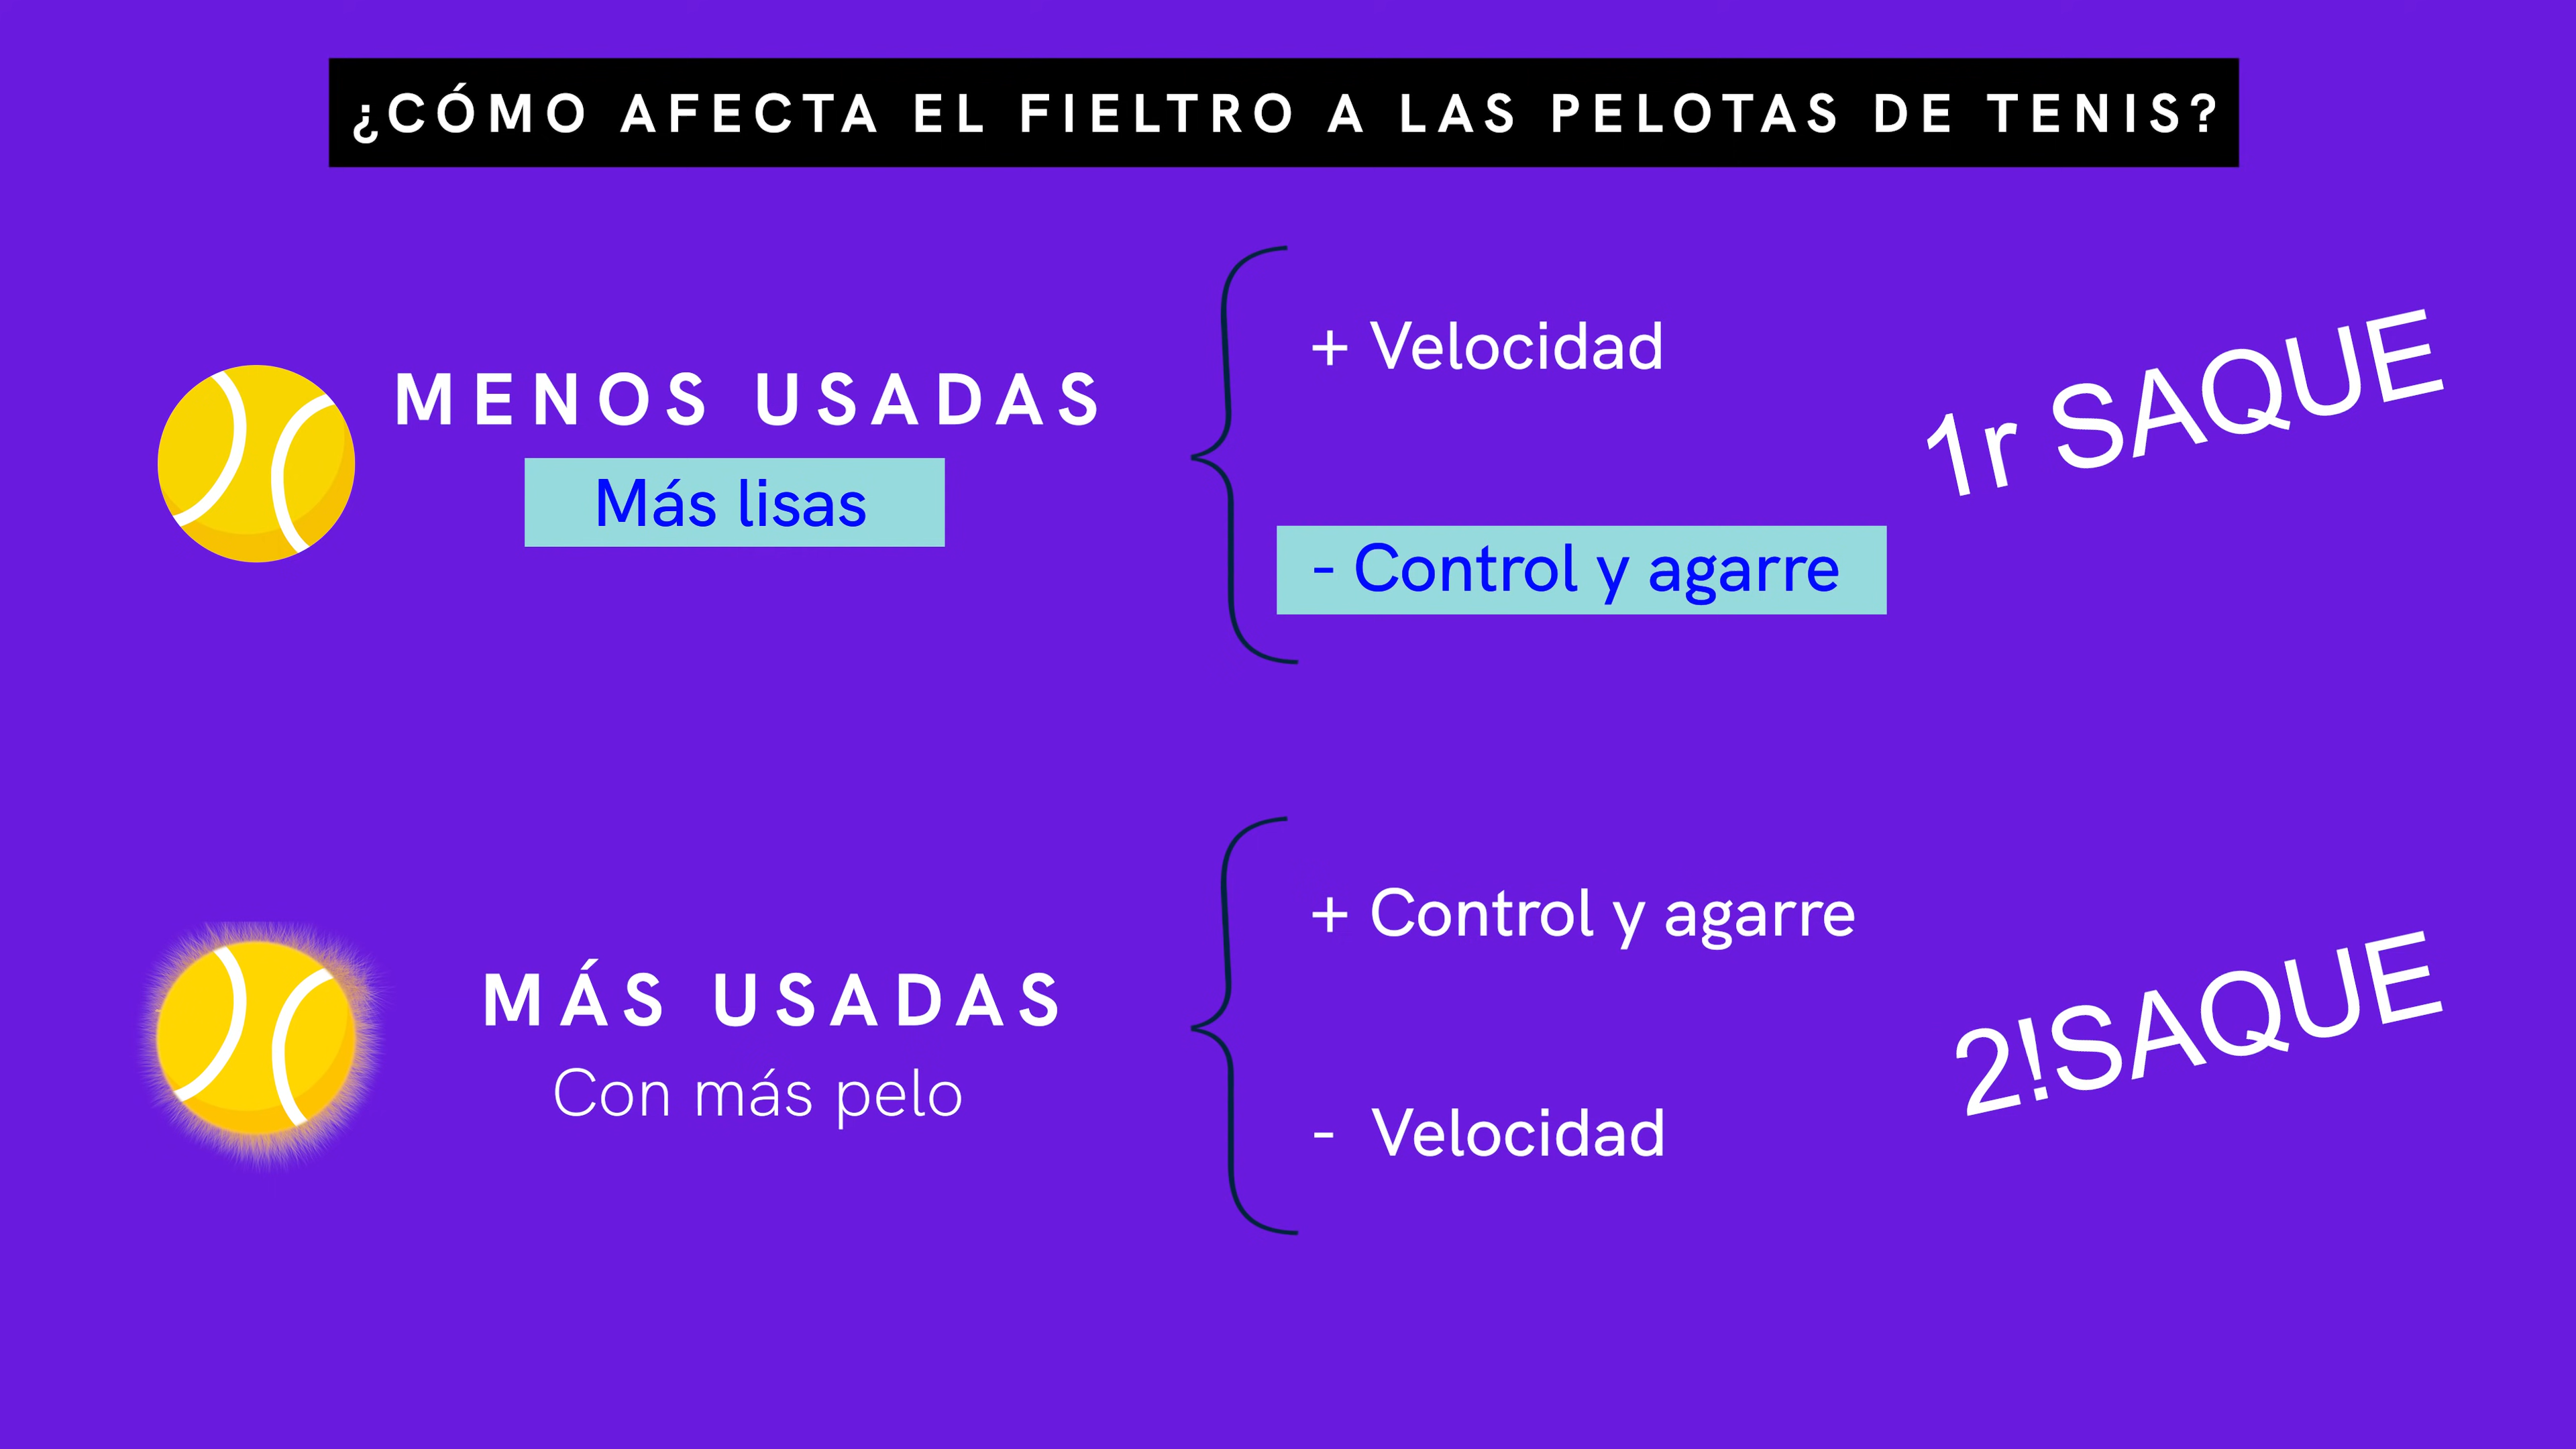 ¿CÓMO AFECTA EL FIELTRO A LAS PELOTAS DE TENIS?
MENOS USADAS
Más lisas
+ Velocidad
- Control y agarre
1r SAQUE
MÁS USADAS
Con más pelo
+ Control y agarre
- Velocidad
2!SAQUE